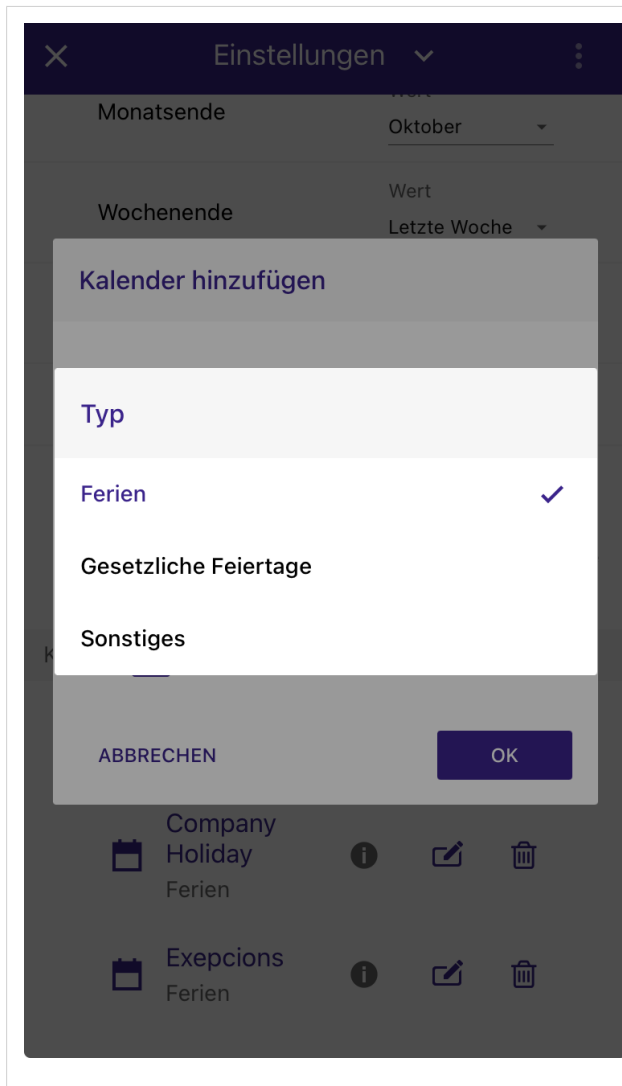 Einstellungen
Monatsende
Oktober
Wert
Wochenende
Letzte Woche
Kalender hinzufügen
Typ
Ferien
Gesetzliche Feiertage
Sonstiges
ABBRECHEN
OK
Company
Holiday
Ferien
Exepcions
Ferien